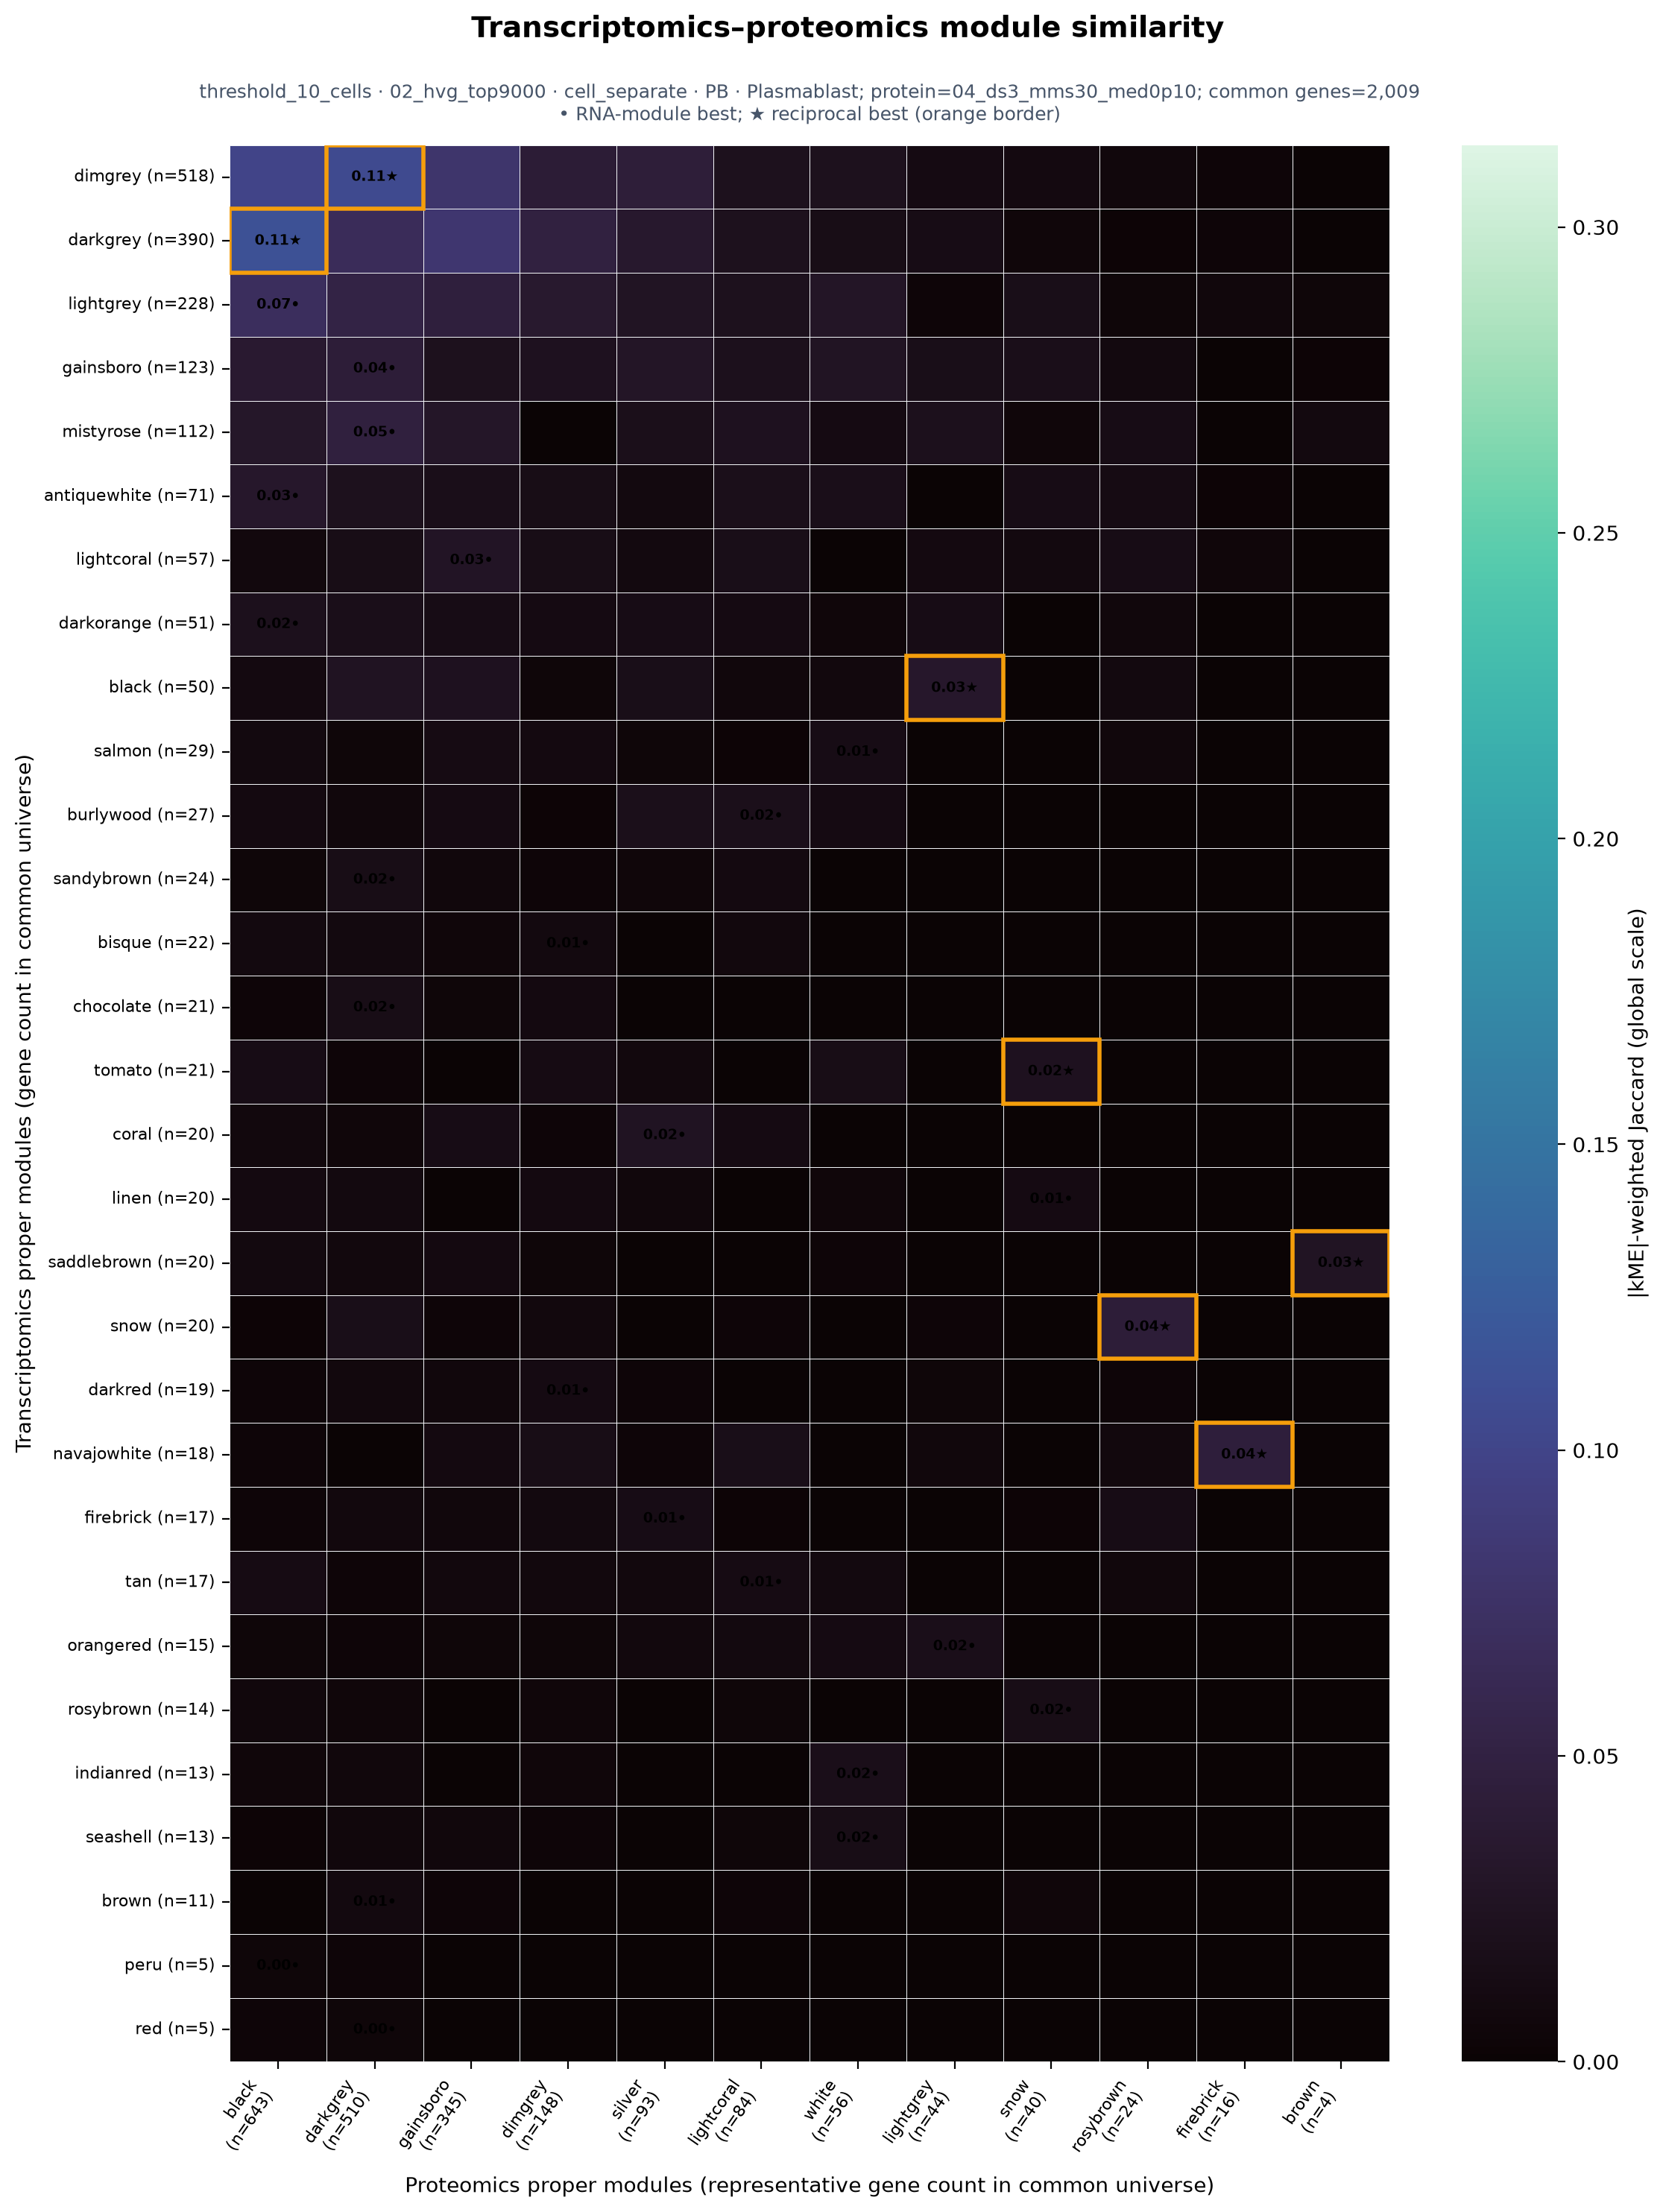 Transcriptomics–proteomics module similarity
threshold_10_cells · 02_hvg_top9000 · cell_separate · PB · Plasmablast; protein=04_ds3_mms30_med0p10; common genes=2,009
• RNA-module best; ★ reciprocal best (orange border)
Transcriptomics proper modules (gene count in common universe)
dimgrey (n=518) 0.11★
darkgrey (n=390) 0.11★
lightgrey (n=228) 0.07•
gainsboro (n=123) 0.04•
mistyrose (n=112) 0.05•
antiquewhite (n=71) 0.03•
lightcoral (n=57) 0.03•
darkorange (n=51) 0.02•
black (n=50) 0.03★
salmon (n=29) 0.01•
burlywood (n=27) 0.02•
sandybrown (n=24) 0.02•
bisque (n=22) 0.01•
chocolate (n=21) 0.02•
tomato (n=21) 0.02★
coral (n=20) 0.02•
linen (n=20) 0.01•
saddlebrown (n=20) 0.03★
snow (n=20) 0.04★
darkred (n=19) 0.01•
navajowhite (n=18) 0.04★
firebrick (n=17) 0.01•
tan (n=17) 0.01•
orangered (n=15) 0.02•
rosybrown (n=14) 0.02•
indianred (n=13) 0.02•
seashell (n=13) 0.02•
brown (n=11) 0.01•
peru (n=5) 0.00•
red (n=5) 0.00•
black
(n=643)
darkgrey
(n=510)
gainsboro
(n=345)
dimgrey
(n=148)
silver
(n=93)
lightcoral
(n=84)
white
(n=56)
lightgrey
(n=44)
snow
(n=40)
rosybrown
(n=24)
firebrick
(n=16)
brown
(n=4)
Proteomics proper modules (representative gene count in common universe)
0.30
0.25
0.20
0.15
0.10
0.05
0.00
|kME|-weighted Jaccard (global scale)